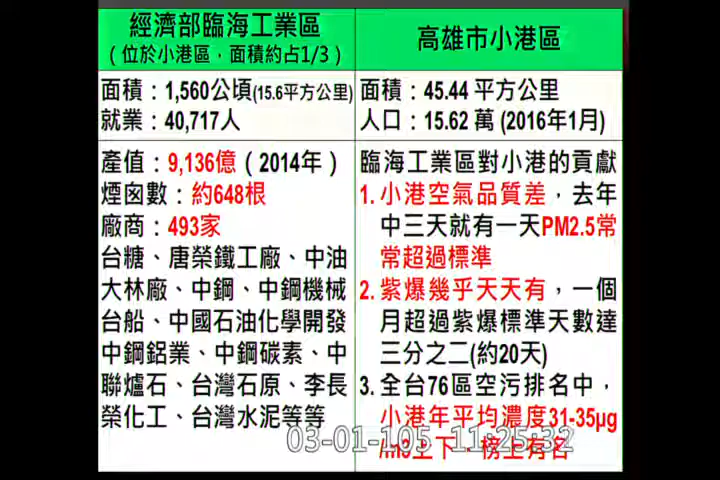 經濟部臨海工業區
（位於小港區，面積約占1/3）
高雄市小港區
面積：1,560公頃(15.6平方公里)
就業：40,717人
面積：45.44 平方公里
人口：15.62 萬 (2016年1月)
產值：9,136億（2014年）
煙囪數：約648根
廠商：493家
台糖、唐榮鐵工廠、中油
大林廠、中鋼、中鋼機械
台船、中國石油化學開發
中鋼鋁業、中鋼碳素、中
聯爐石、台灣石原、李長
榮化工、台灣水泥等等
臨海工業區對小港的貢獻
1. 小港空氣品質差，去年
中三天就有一天PM2.5常
常超過標準
2. 紫爆幾乎天天有，一個
月超過紫爆標準天數達
三分之二(約20天)
3. 全台76區空污排名中，
小港年平均濃度31-35μg
/m3上下，榜上有名
03-01-105 11:25:32